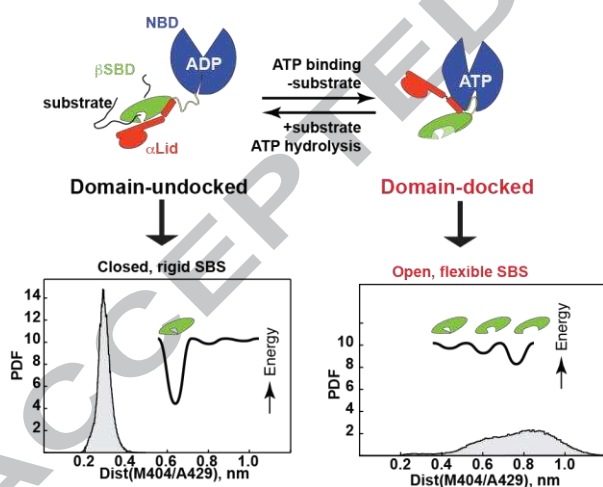 NBD
ADP
βSBD
substrate
αLid
ATP binding
-substrate
+substrate
ATP hydrolysis
ATP
Domain-undocked
Domain-docked
Closed, rigid SBS
PDF
14
12
10
8
6
4
2
0.2 0.4 0.6 0.8 1.0
Dist(M404/A429), nm
Energy
Open, flexible SBS
PDF
10
8
6
4
2
0.2 0.4 0.6 0.8 1.0
Dist(M404/A429), nm
Energy
ACCEPTED